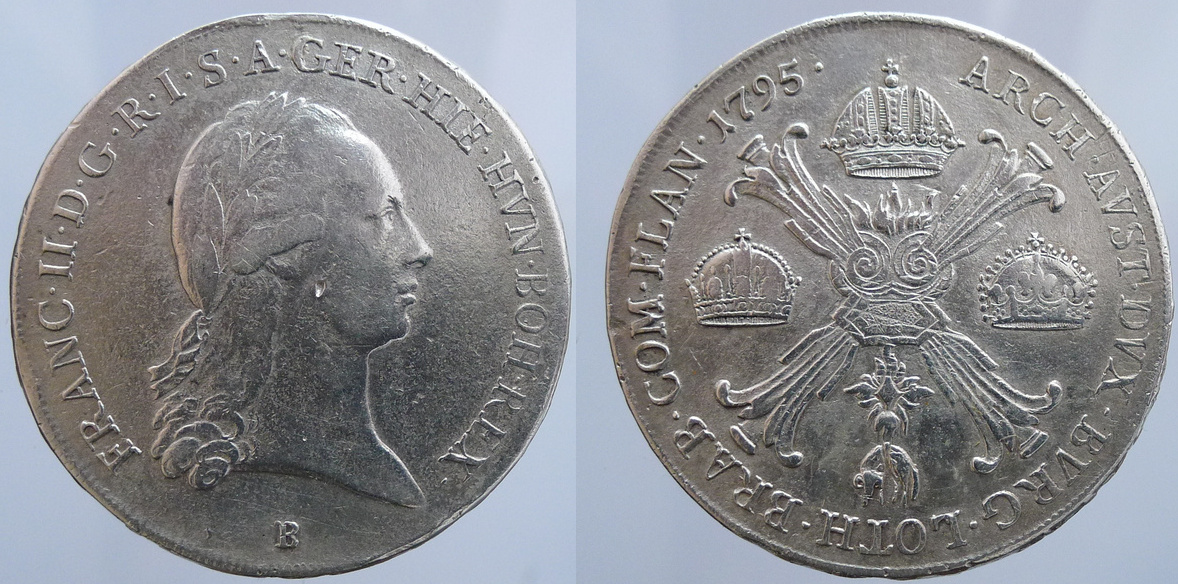 FRANC·II·D·G·R·I·S·A·GER·HIE·HVN·BOH·REX·
B
ARCH·AVST·DVX·BVRG·LOTH·BRAB·COM·FLAN·1795·